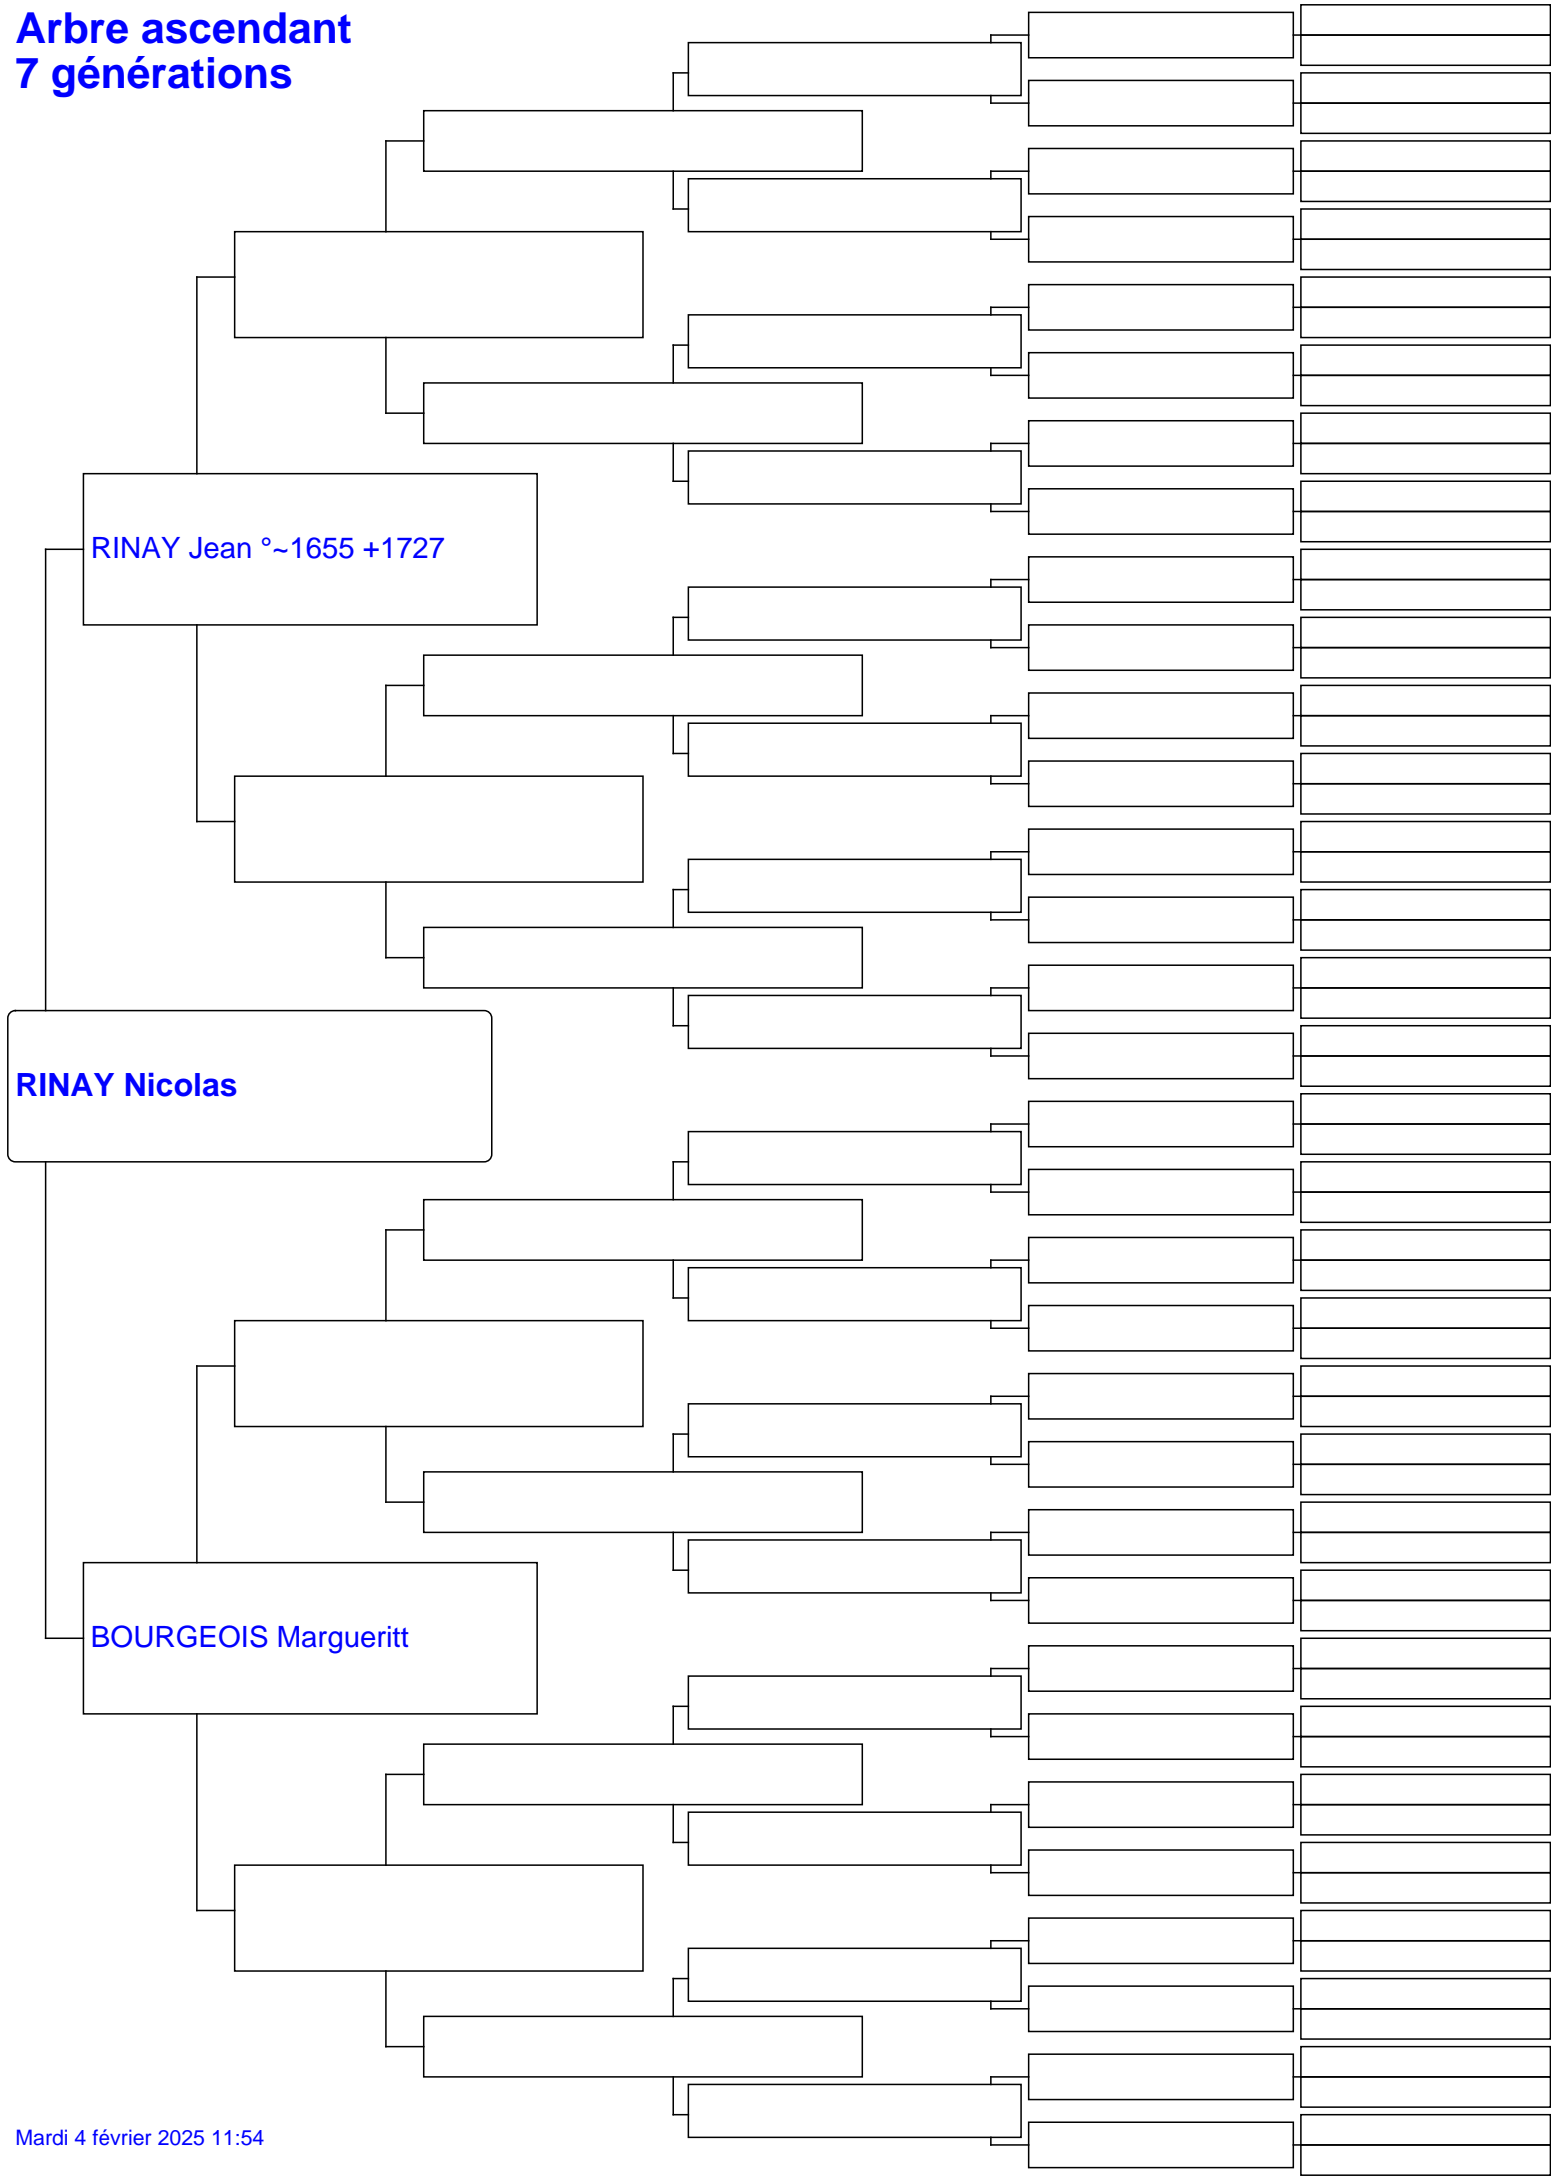 Arbre ascendant
7 générations
RINAY Jean °~1655 +1727
RINAY Nicolas
BOURGEOIS Margueritt
Mardi 4 février 2025 11:54